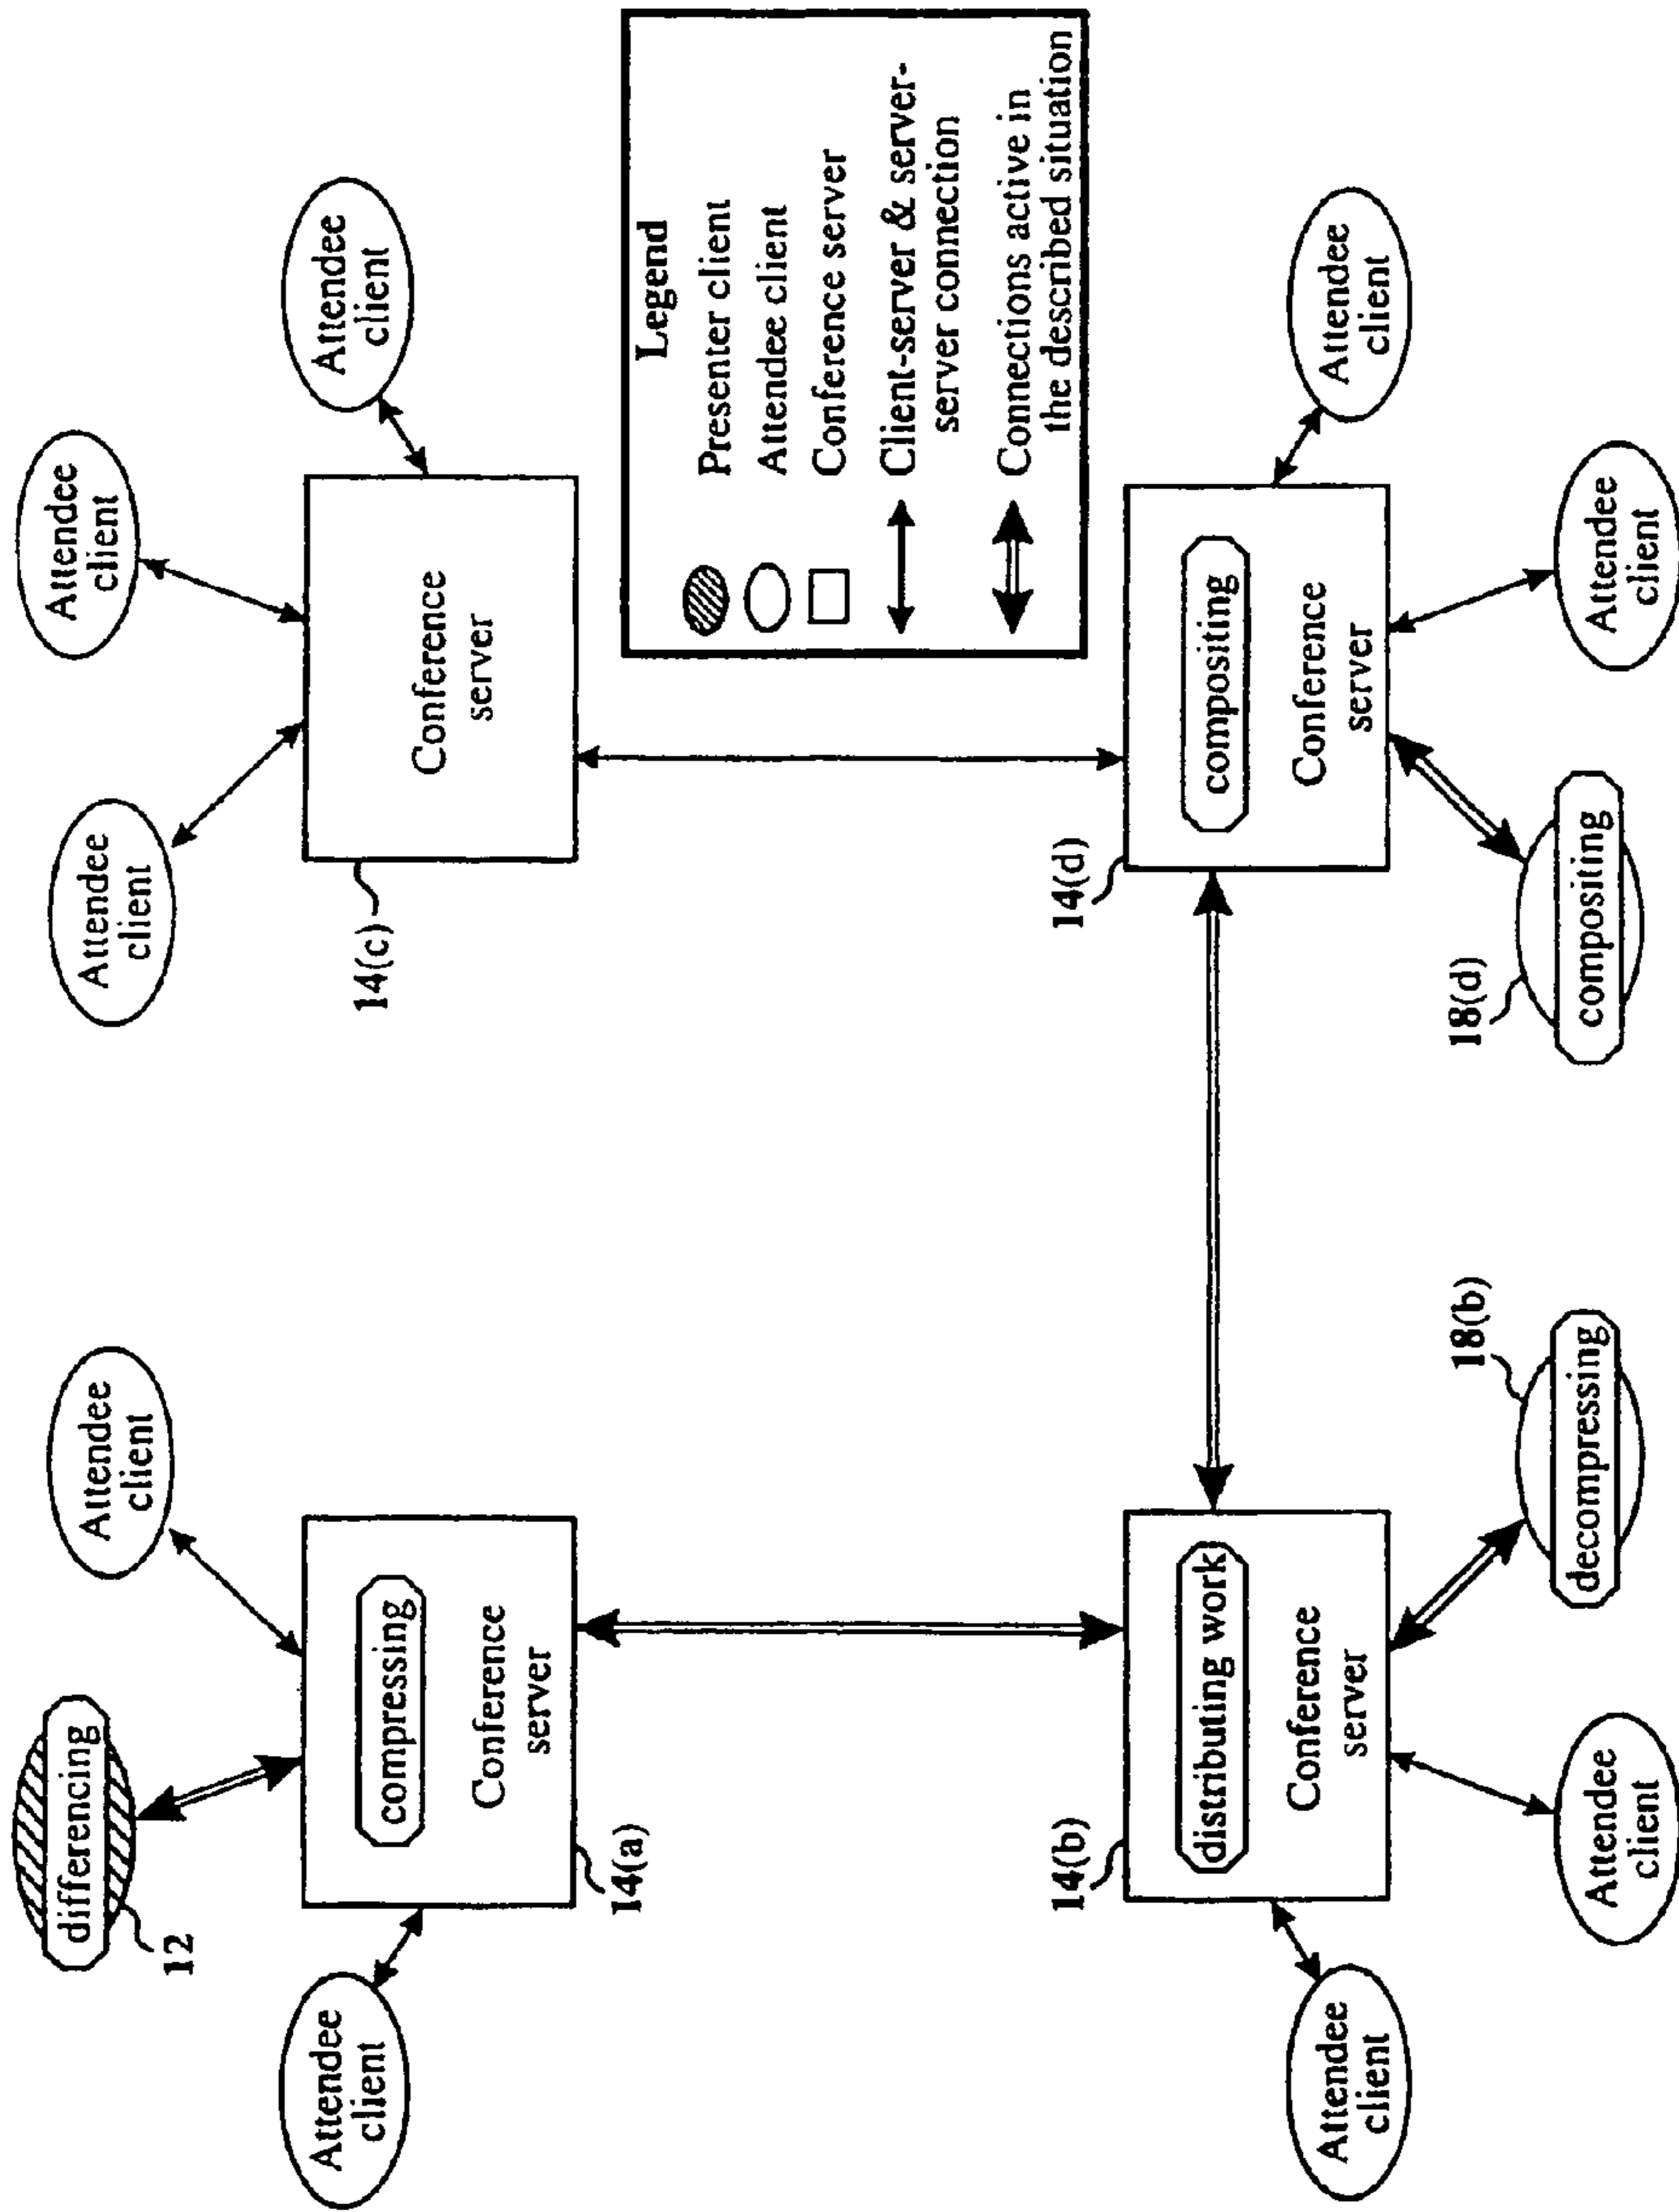 differencing
12
Attendee
client
Attendee
client
compressing
Conference
server
14(a)
Attendee
client
Attendee
client
Attendee
client
Conference
server
14(c)
Legend
Presenter client
Attendee client
Conference server
Client-server & server-
server connection
Connections active in
the described situation
14(b)
distributing work
Conference
server
Attendee
client
Attendee
client
18(b)
decompressing
14(d)
compositing
Conference
server
18(d)
compositing
Attendee
client
Attendee
client